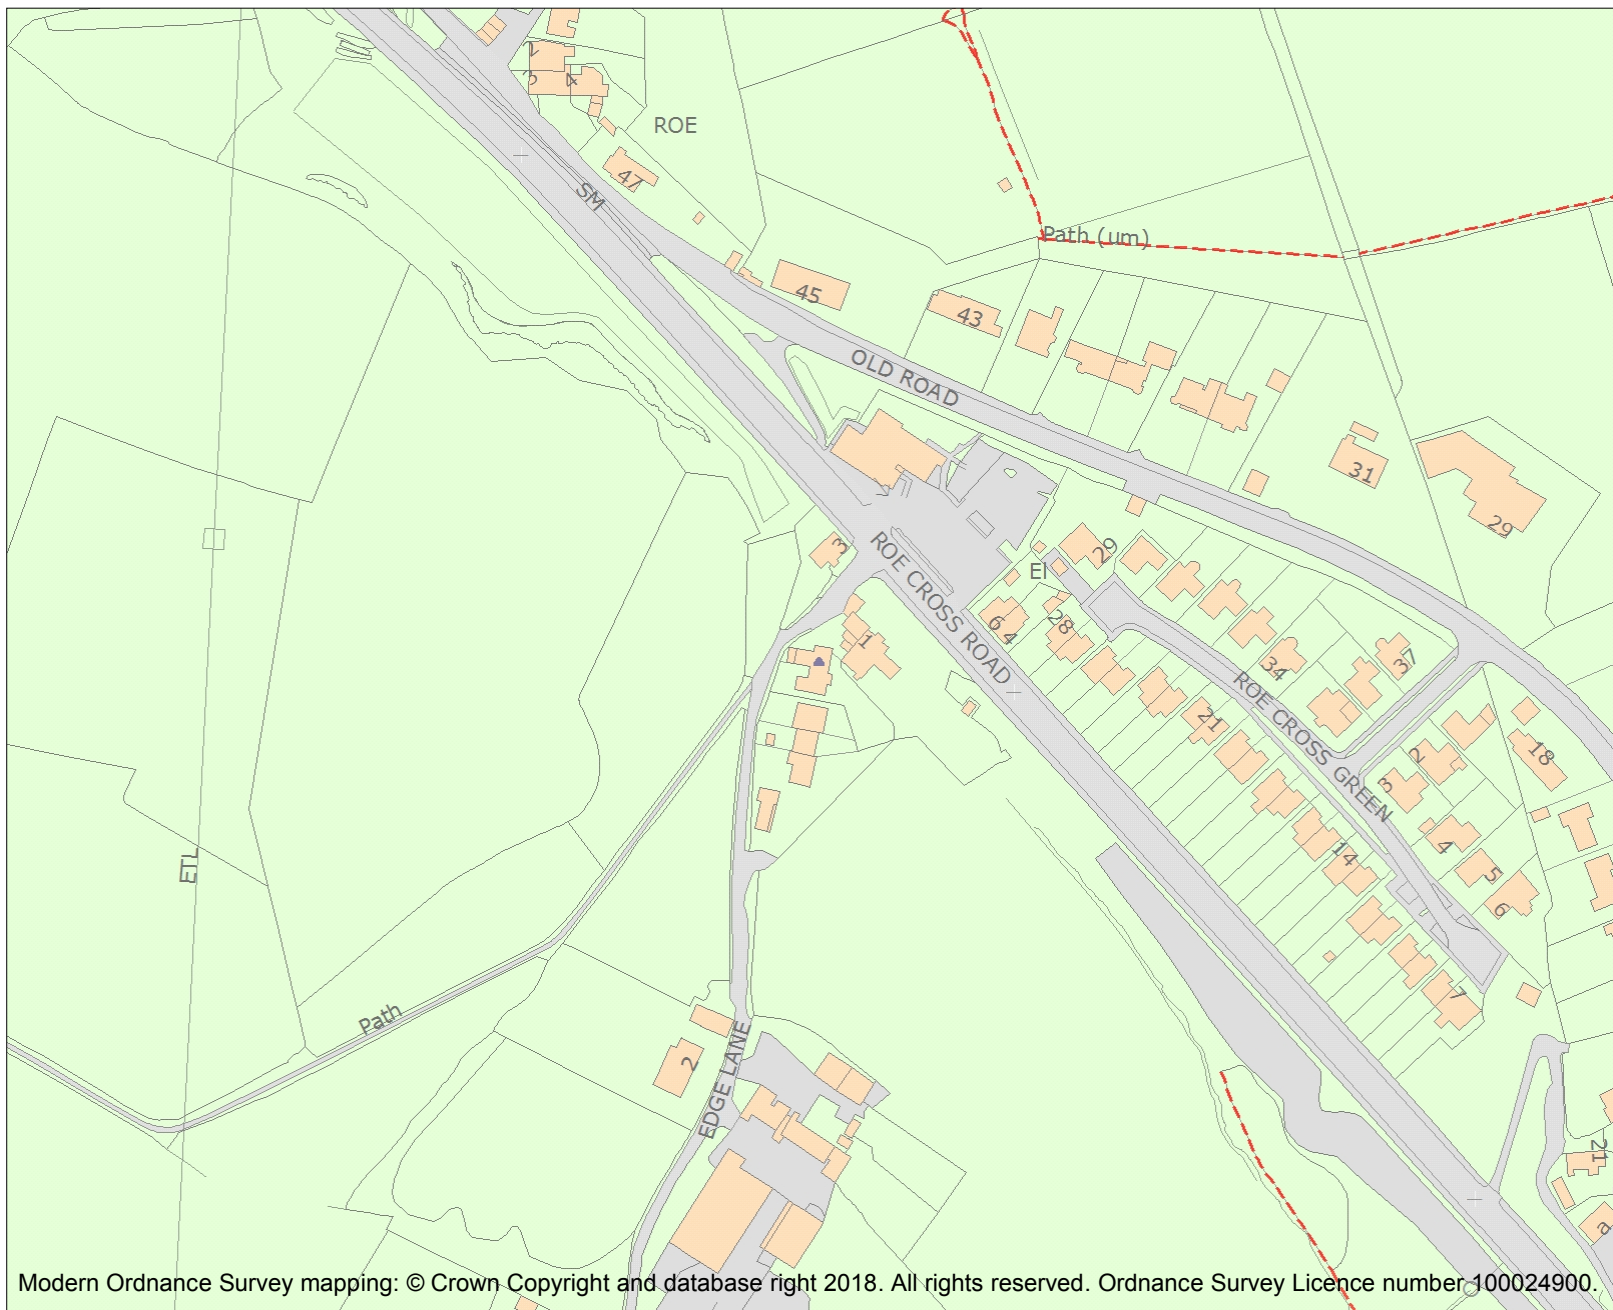 1
3
4
ROE
47
SM
Path (um)
45
43
OLD ROAD
31
29
3
ROE CROSS ROAD
29
El
28
64
1
34
37
ROE CROSS GREEN
21
2
18
3
14
4
5
6
ETL
7
Path
EDGE LANE
2
21
a
Modern Ordnance Survey mapping: © Crown Copyright and database right 2018. All rights reserved. Ordnance Survey Licence number 100024900.